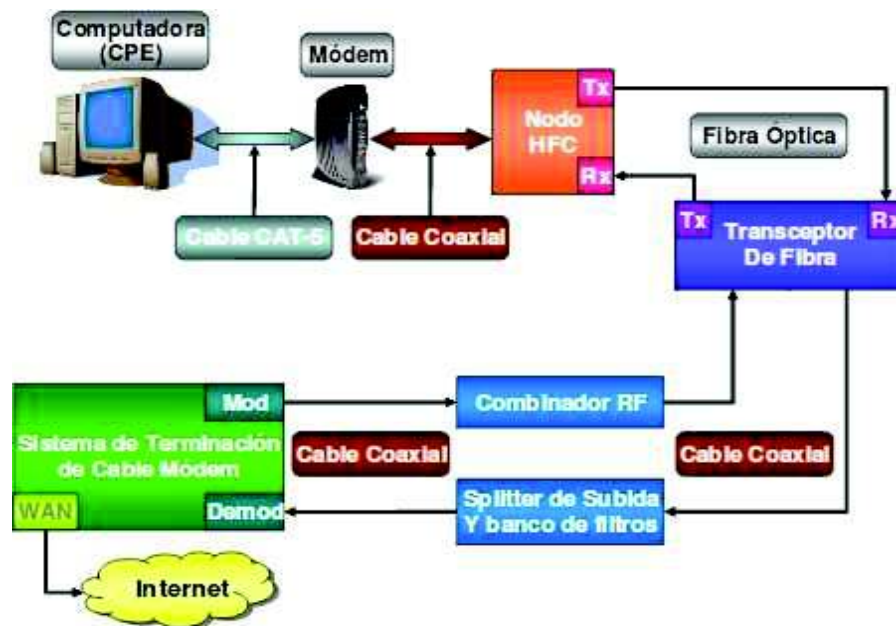 Computadora
(CPE)
Módem
Tx
Nodo
HFC
Rx
Fibra Óptica
Cable CAT-5
Cable Coaxial
Tx
Rx
Transceptor
De Fibra
Mod
Combinador RF
Sistema de Terminación
de Cable Módem
Cable Coaxial
Cable Coaxial
WAN
Demod
Splitter de Subida
Y banco de filtros
Internet